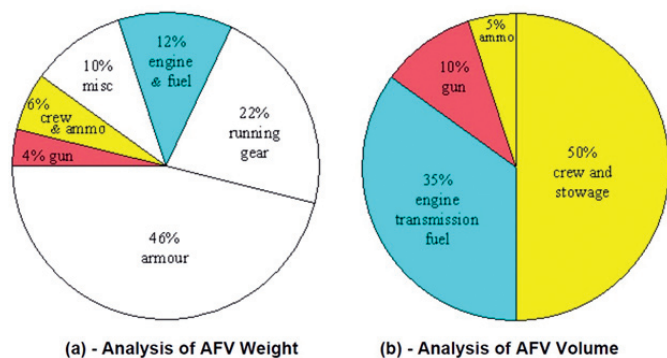 12%
engine
& fuel
10%
misc
6%
crew
& ammo
4% gun
22%
running
gear
46%
armour
(a) - Analysis of AFV Weight
5%
ammo
10%
gun
50%
crew and
stowage
35%
engine
transmission
fuel
(b) - Analysis of AFV Volume